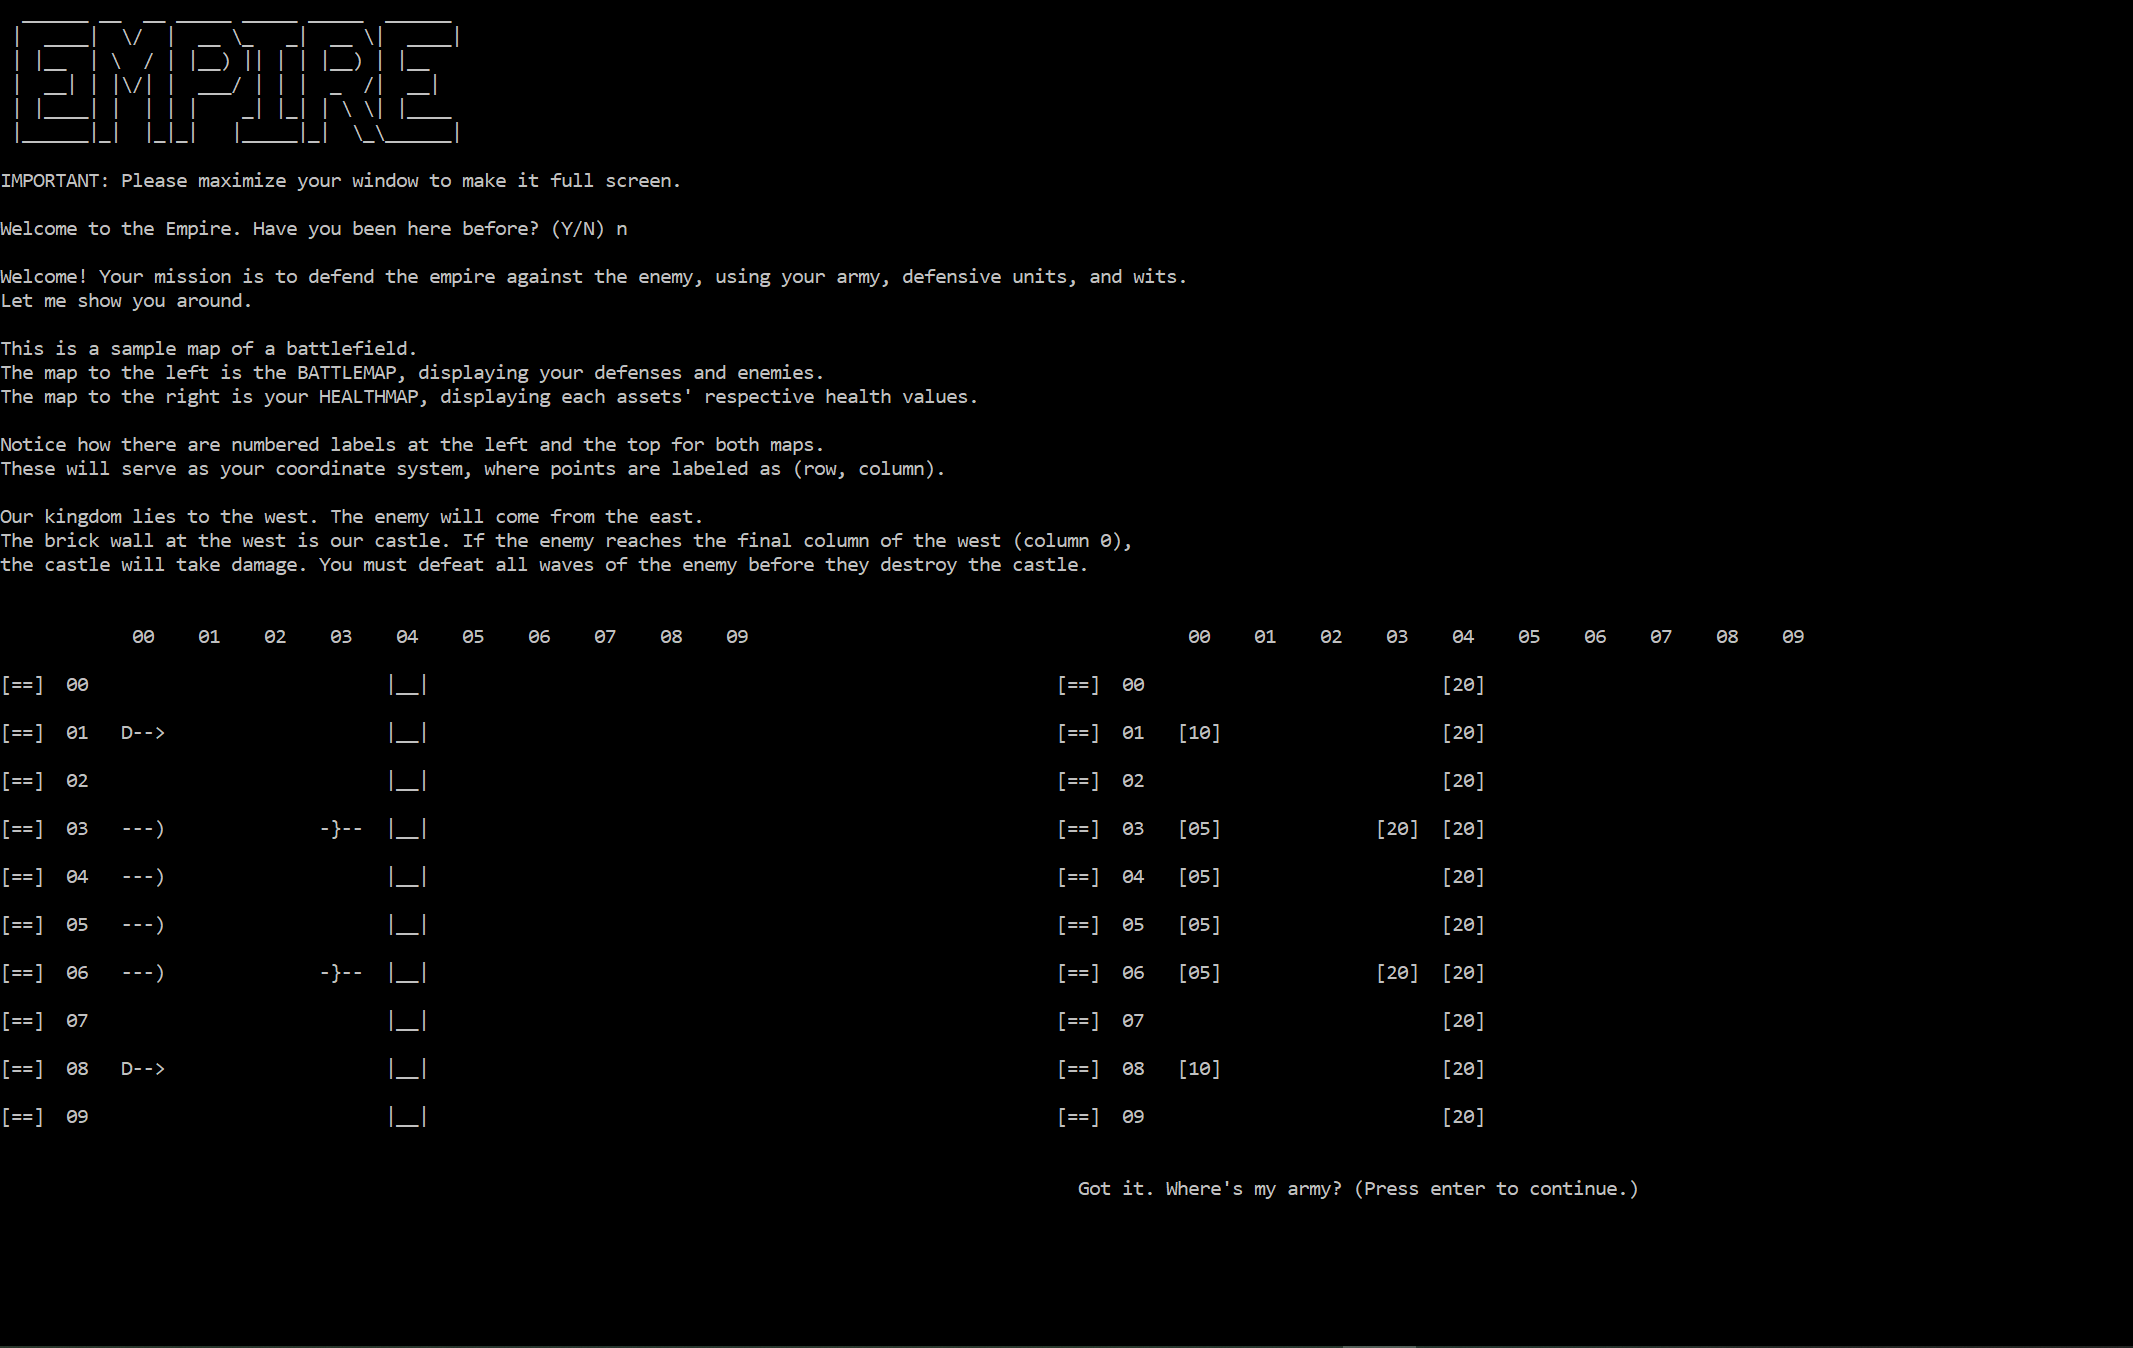 EMPIRE
IMPORTANT: Please maximize your window to make it full screen.
Welcome to the Empire. Have you been here before? (Y/N) n
Welcome! Your mission is to defend the empire against the enemy, using your army, defensive units, and wits.
Let me show you around.
This is a sample map of a battlefield.
The map to the left is the BATTLEMAP, displaying your defenses and enemies.
The map to the right is your HEALTHMAP, displaying each assets' respective health values.
Notice how there are numbered labels at the left and the top for both maps.
These will serve as your coordinate system, where points are labeled as (row, column).
Our kingdom lies to the west. The enemy will come from the east.
The brick wall at the west is our castle. If the enemy reaches the final column of the west (column 0),
the castle will take damage. You must defeat all waves of the enemy before they destroy the castle.
00 01 02 03 04 05 06 07 08 09 00 01 02 03 04 05 06 07 08 09
[==] 00 |__| [==] 00 [20]
[==] 01 D--> |__| [==] 01 [10] [20]
[==] 02 |__| [==] 02 [20]
[==] 03 ---) -}-- |__| [==] 03 [05] [20] [20]
[==] 04 ---) |__| [==] 04 [05] [20]
[==] 05 ---) |__| [==] 05 [05] [20]
[==] 06 ---) -}-- |__| [==] 06 [05] [20] [20]
[==] 07 |__| [==] 07 [20]
[==] 08 D--> |__| [==] 08 [10] [20]
[==] 09 |__| [==] 09 [20]
Got it. Where's my army? (Press enter to continue.)